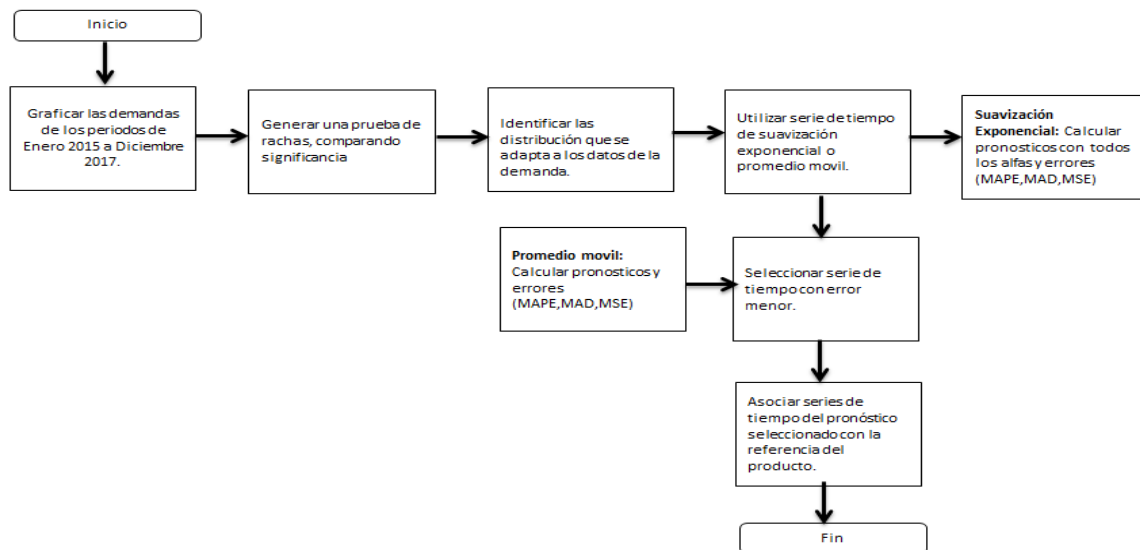 Inicio
Graficar las demandas
de los periodos de
Enero 2015 a Diciembre
2017.
Generar una prueba de
rachas, comparando
significancia
Identificar las
distribución que se
adapta a los datos de la
demanda.
Utilizar serie de tiempo
de suavización
exponencial o
promedio movil.
Suavización
Exponencial: Calcular
pronosticos con todos
los alfas y errores
(MAPE,MAD,MSE)
Promedio movil:
Calcular pronosticos y
errores
(MAPE,MAD,MSE)
Seleccionar serie de
tiempo con error
menor.
Asociar series de
tiempo del pronóstico
seleccionado con la
referencia del
producto.
Fin